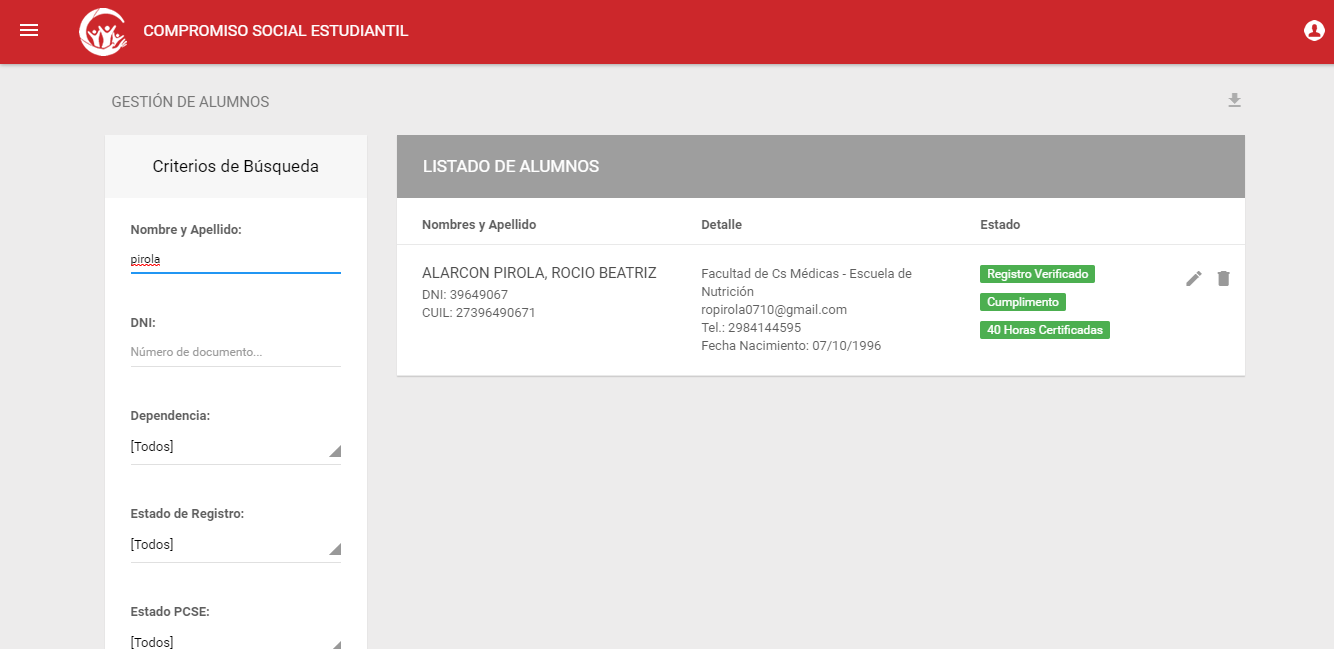 COMPROMISO SOCIAL ESTUDIANTIL
GESTIÓN DE ALUMNOS
Criterios de Búsqueda
Nombre y Apellido:
pirola
DNI:
Número de documento...
Dependencia:
[Todos]
Estado de Registro:
[Todos]
Estado PCSE:
[Todos]
LISTADO DE ALUMNOS
Nombres y Apellido
Detalle
Estado
ALARCON PIROLA, ROCIO BEATRIZ
DNI: 39649067
CUIL: 27396490671
Facultad de Cs Médicas - Escuela de
Nutrición
ropirola0710@gmail.com
Tel.: 2984144595
Fecha Nacimiento: 07/10/1996
Registro Verificado
Cumplimento
40 Horas Certificadas